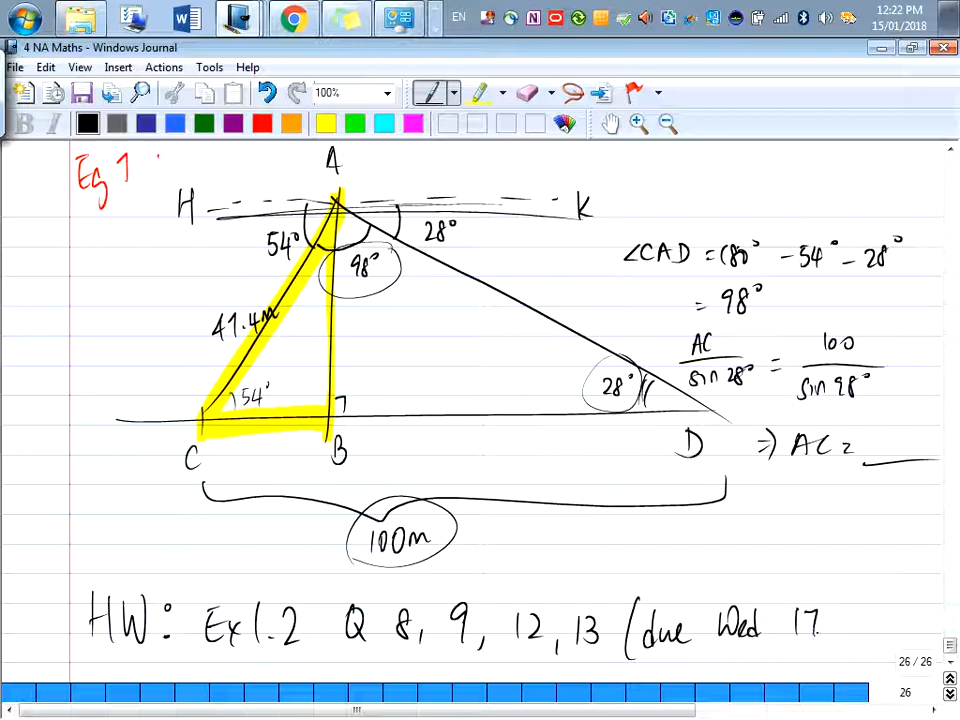 EN
12:22 PM
15/01/2018
4 NA Maths - Windows Journal
File Edit View Insert Actions Tools Help
100%
B I
Eg 7
A
H
K
54°
28°
98°
∠CAD = 180° - 54° - 28°
= 98°
47.4m
AC / sin 28° = 100 / sin 98°
54°
28°
C
B
D
⇒ AC =
100m
HW: Ex 1.2 Q 8, 9, 12, 13 (due Wed 17
26 / 26
26